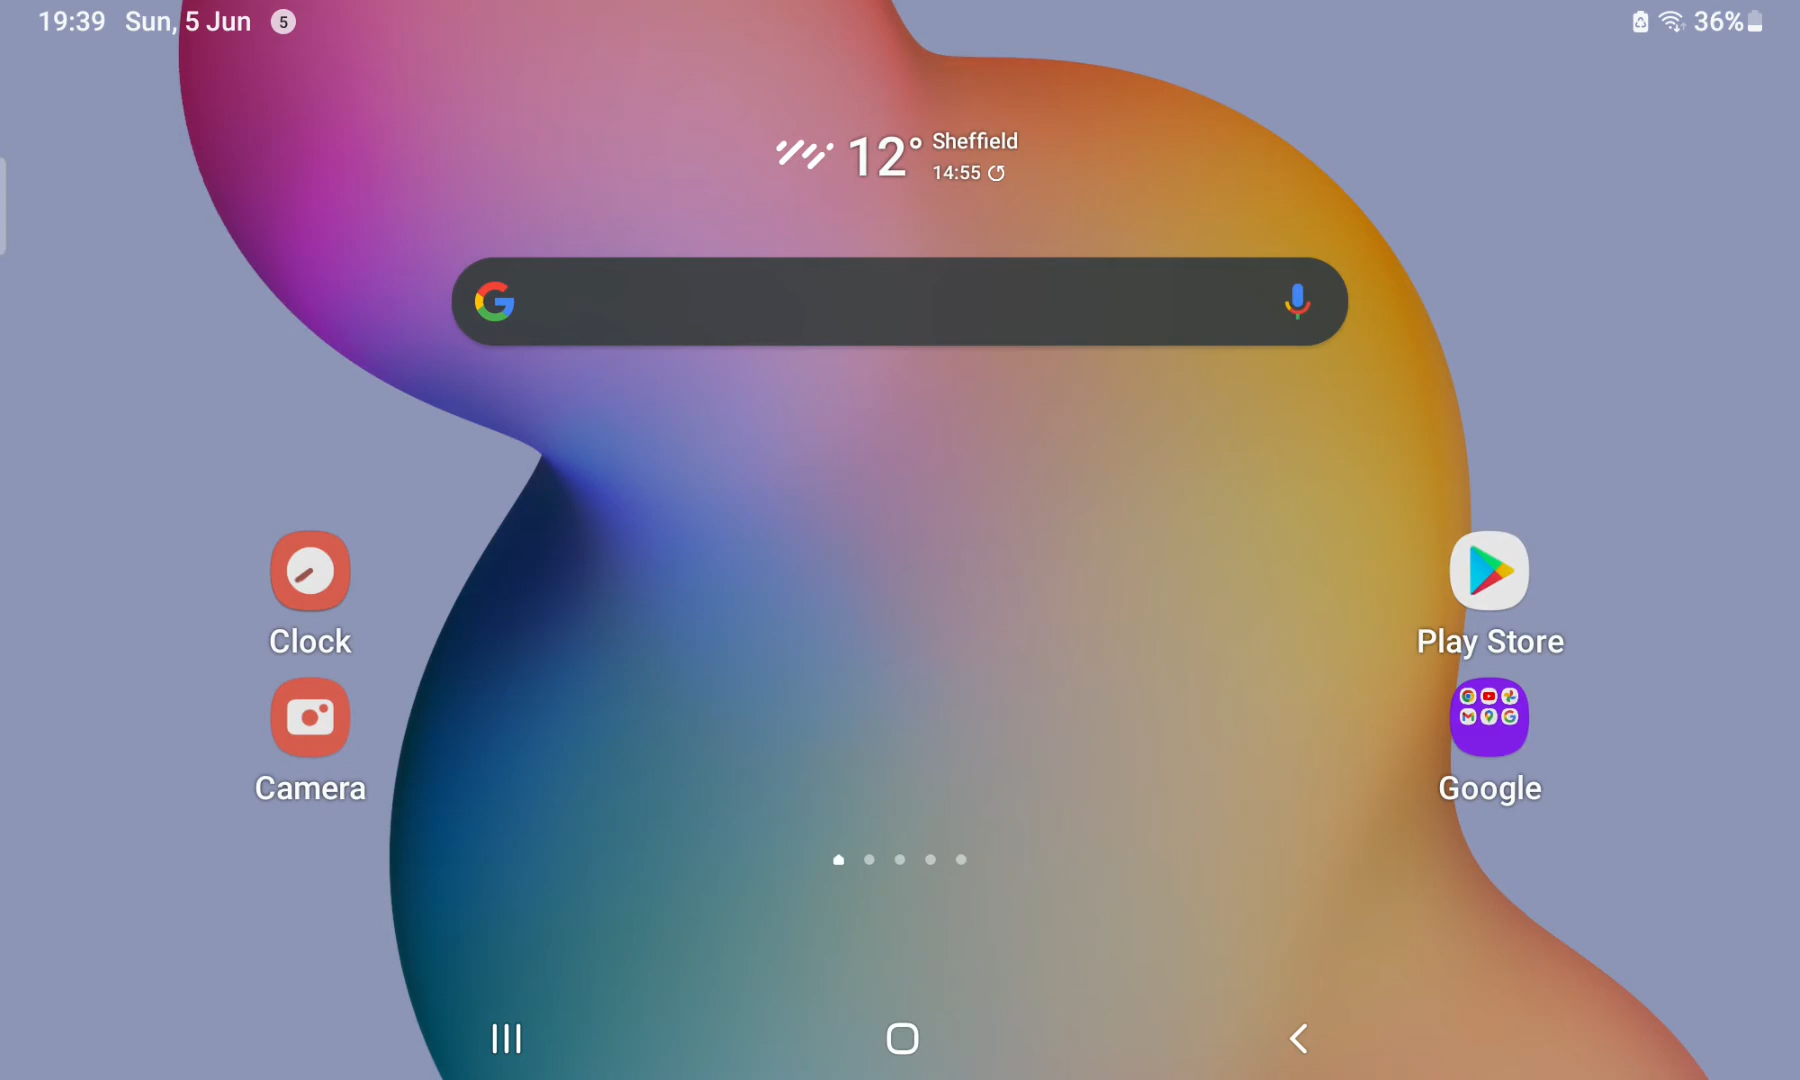 19:39 Sun, 5 Jun 5
36%
12° Sheffield
14:55
G
Clock
Play Store
Camera
Google